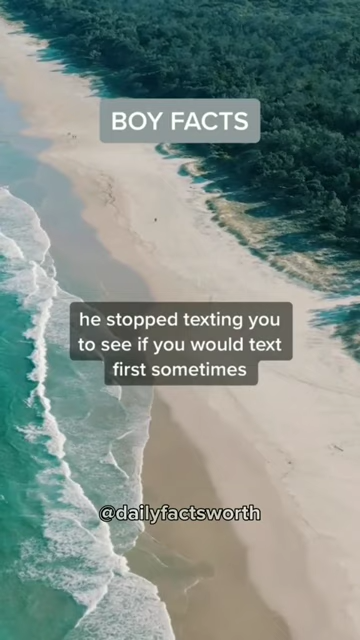 BOY FACTS
he stopped texting you
to see if you would text
first sometimes
@dailyfactsworth